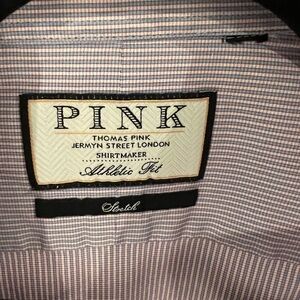 PINK
THOMAS PINK
JERMYN STREET LONDON
SHIRTMAKER
Athletic Fit
Stretch